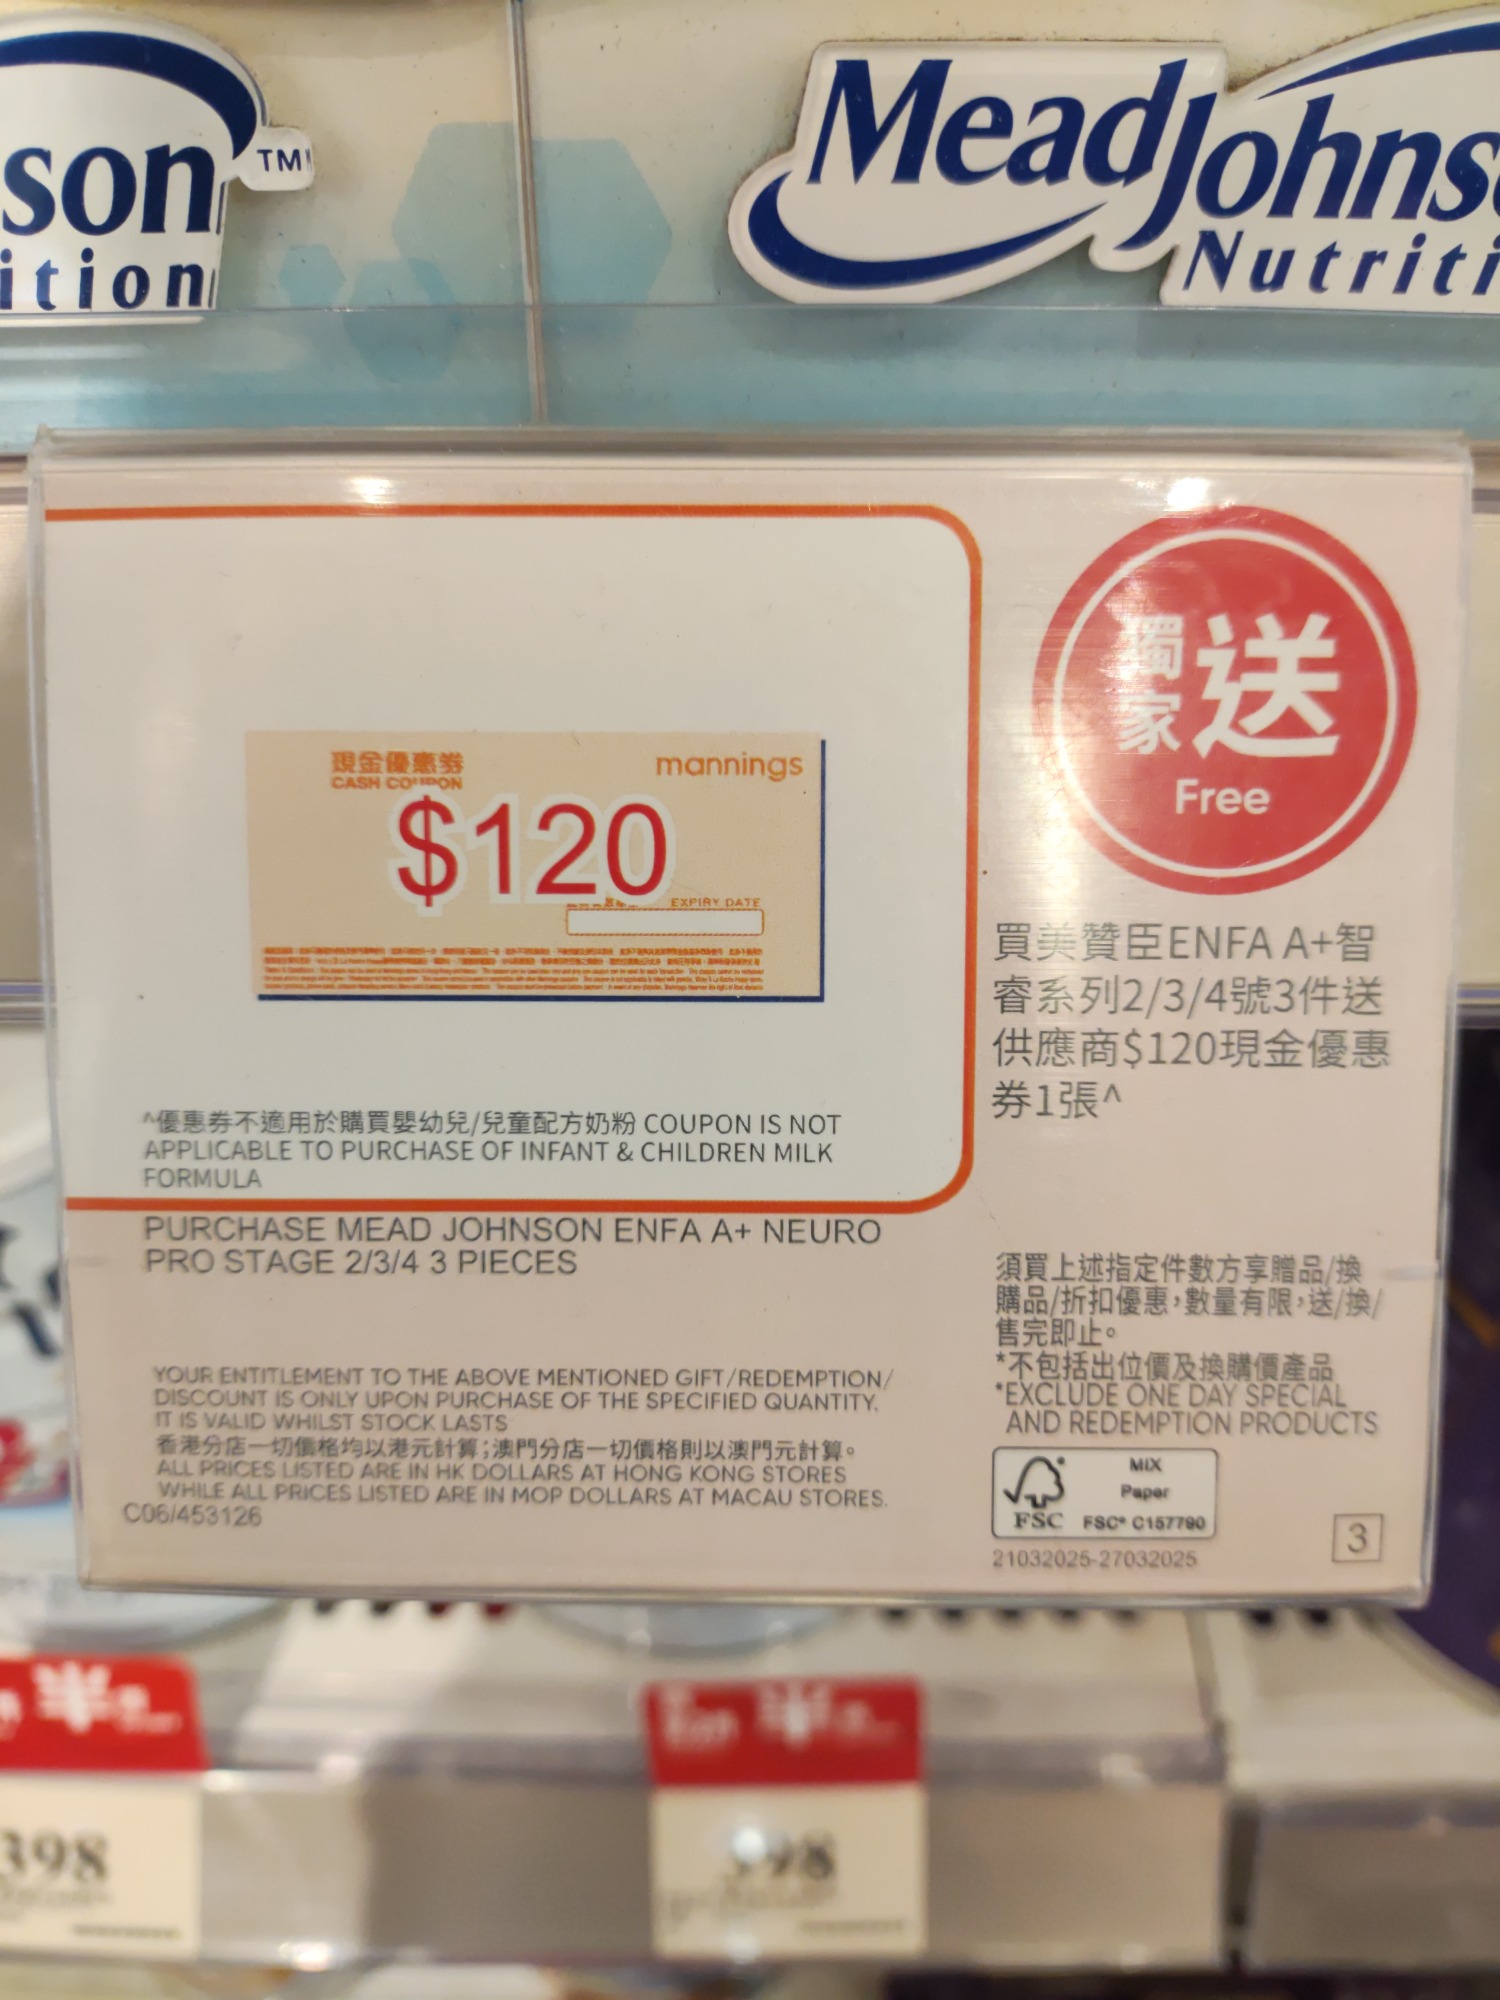 son TM
ition
MeadJohns
Nutriti
獨家 送
Free
現金優惠券 mannings
CASH COUPON
$120
EXPIRY DATE
買美贊臣ENFA A+智
睿系列2/3/4號3件送
供應商$120現金優惠
券1張^
^優惠券不適用於購買嬰幼兒/兒童配方奶粉 COUPON IS NOT
APPLICABLE TO PURCHASE OF INFANT & CHILDREN MILK
FORMULA
PURCHASE MEAD JOHNSON ENFA A+ NEURO
PRO STAGE 2/3/4 3 PIECES
須買上述指定件數方享贈品/換
購品/折扣優惠，數量有限，送/換/
售完即止。
*不包括出位價及換購價產品
*EXCLUDE ONE DAY SPECIAL
AND REDEMPTION PRODUCTS
YOUR ENTITLEMENT TO THE ABOVE MENTIONED GIFT/REDEMPTION/
DISCOUNT IS ONLY UPON PURCHASE OF THE SPECIFIED QUANTITY.
IT IS VALID WHILST STOCK LASTS
香港分店一切價格均以港元計算；澳門分店一切價格則以澳門元計算。
ALL PRICES LISTED ARE IN HK DOLLARS AT HONG KONG STORES
WHILE ALL PRICES LISTED ARE IN MOP DOLLARS AT MACAU STORES.
C06/453126
MIX
Paper
FSC FSC® C157790
21032025-27032025
3
398
398